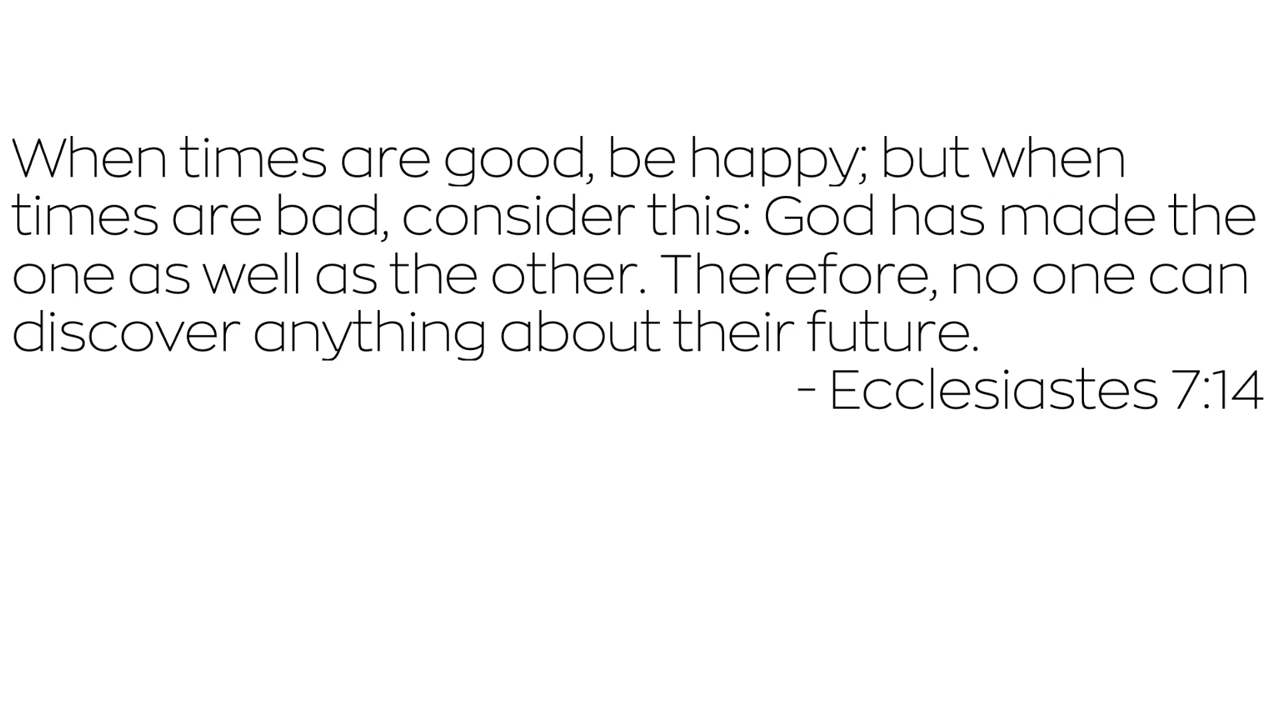 When times are good, be happy; but when
times are bad, consider this: God has made the
one as well as the other. Therefore, no one can
discover anything about their future.
- Ecclesiastes 7:14